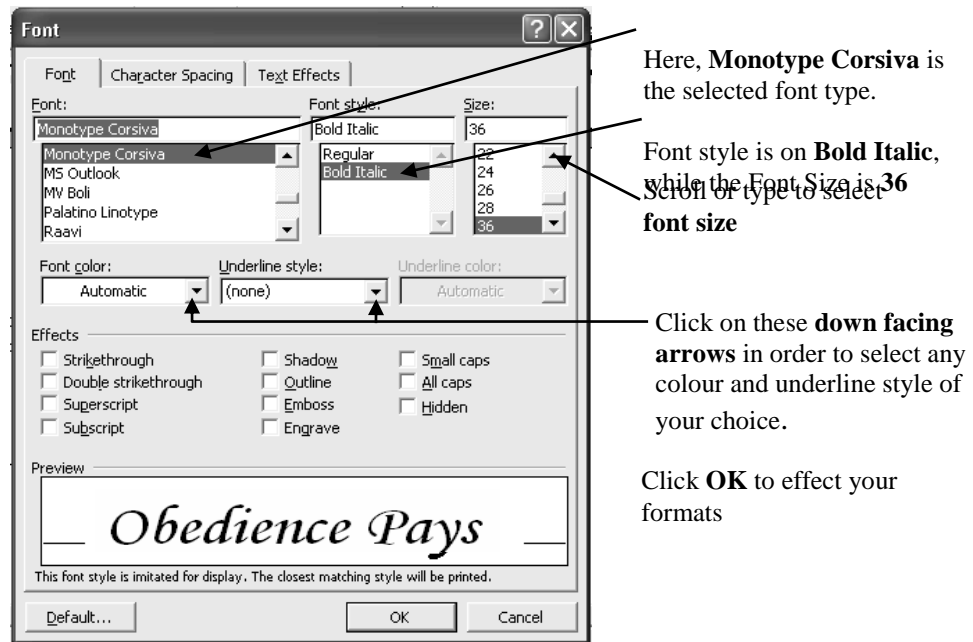 Font
Font Character Spacing Text Effects
Font: Font style: Size:
Monotype Corsiva Bold Italic 36
Monotype Corsiva Regular 22
MS Outlook Bold Italic 24
MV Boli 26
Palatino Linotype 28
Raavi 36
Font color: Underline style: Underline color:
Automatic (none) Automatic
Effects
Strikethrough Shadow Small caps
Double strikethrough Outline All caps
Superscript Emboss Hidden
Subscript Engrave
Preview
Obedience Pays
This font style is imitated for display. The closest matching style will be printed.
Default... OK Cancel
Here, Monotype Corsiva is
the selected font type.
Font style is on Bold Italic,
while the Font Size is 36
Scroll or type to select
font size
Click on these down facing
arrows in order to select any
colour and underline style of
your choice.
Click OK to effect your
formats